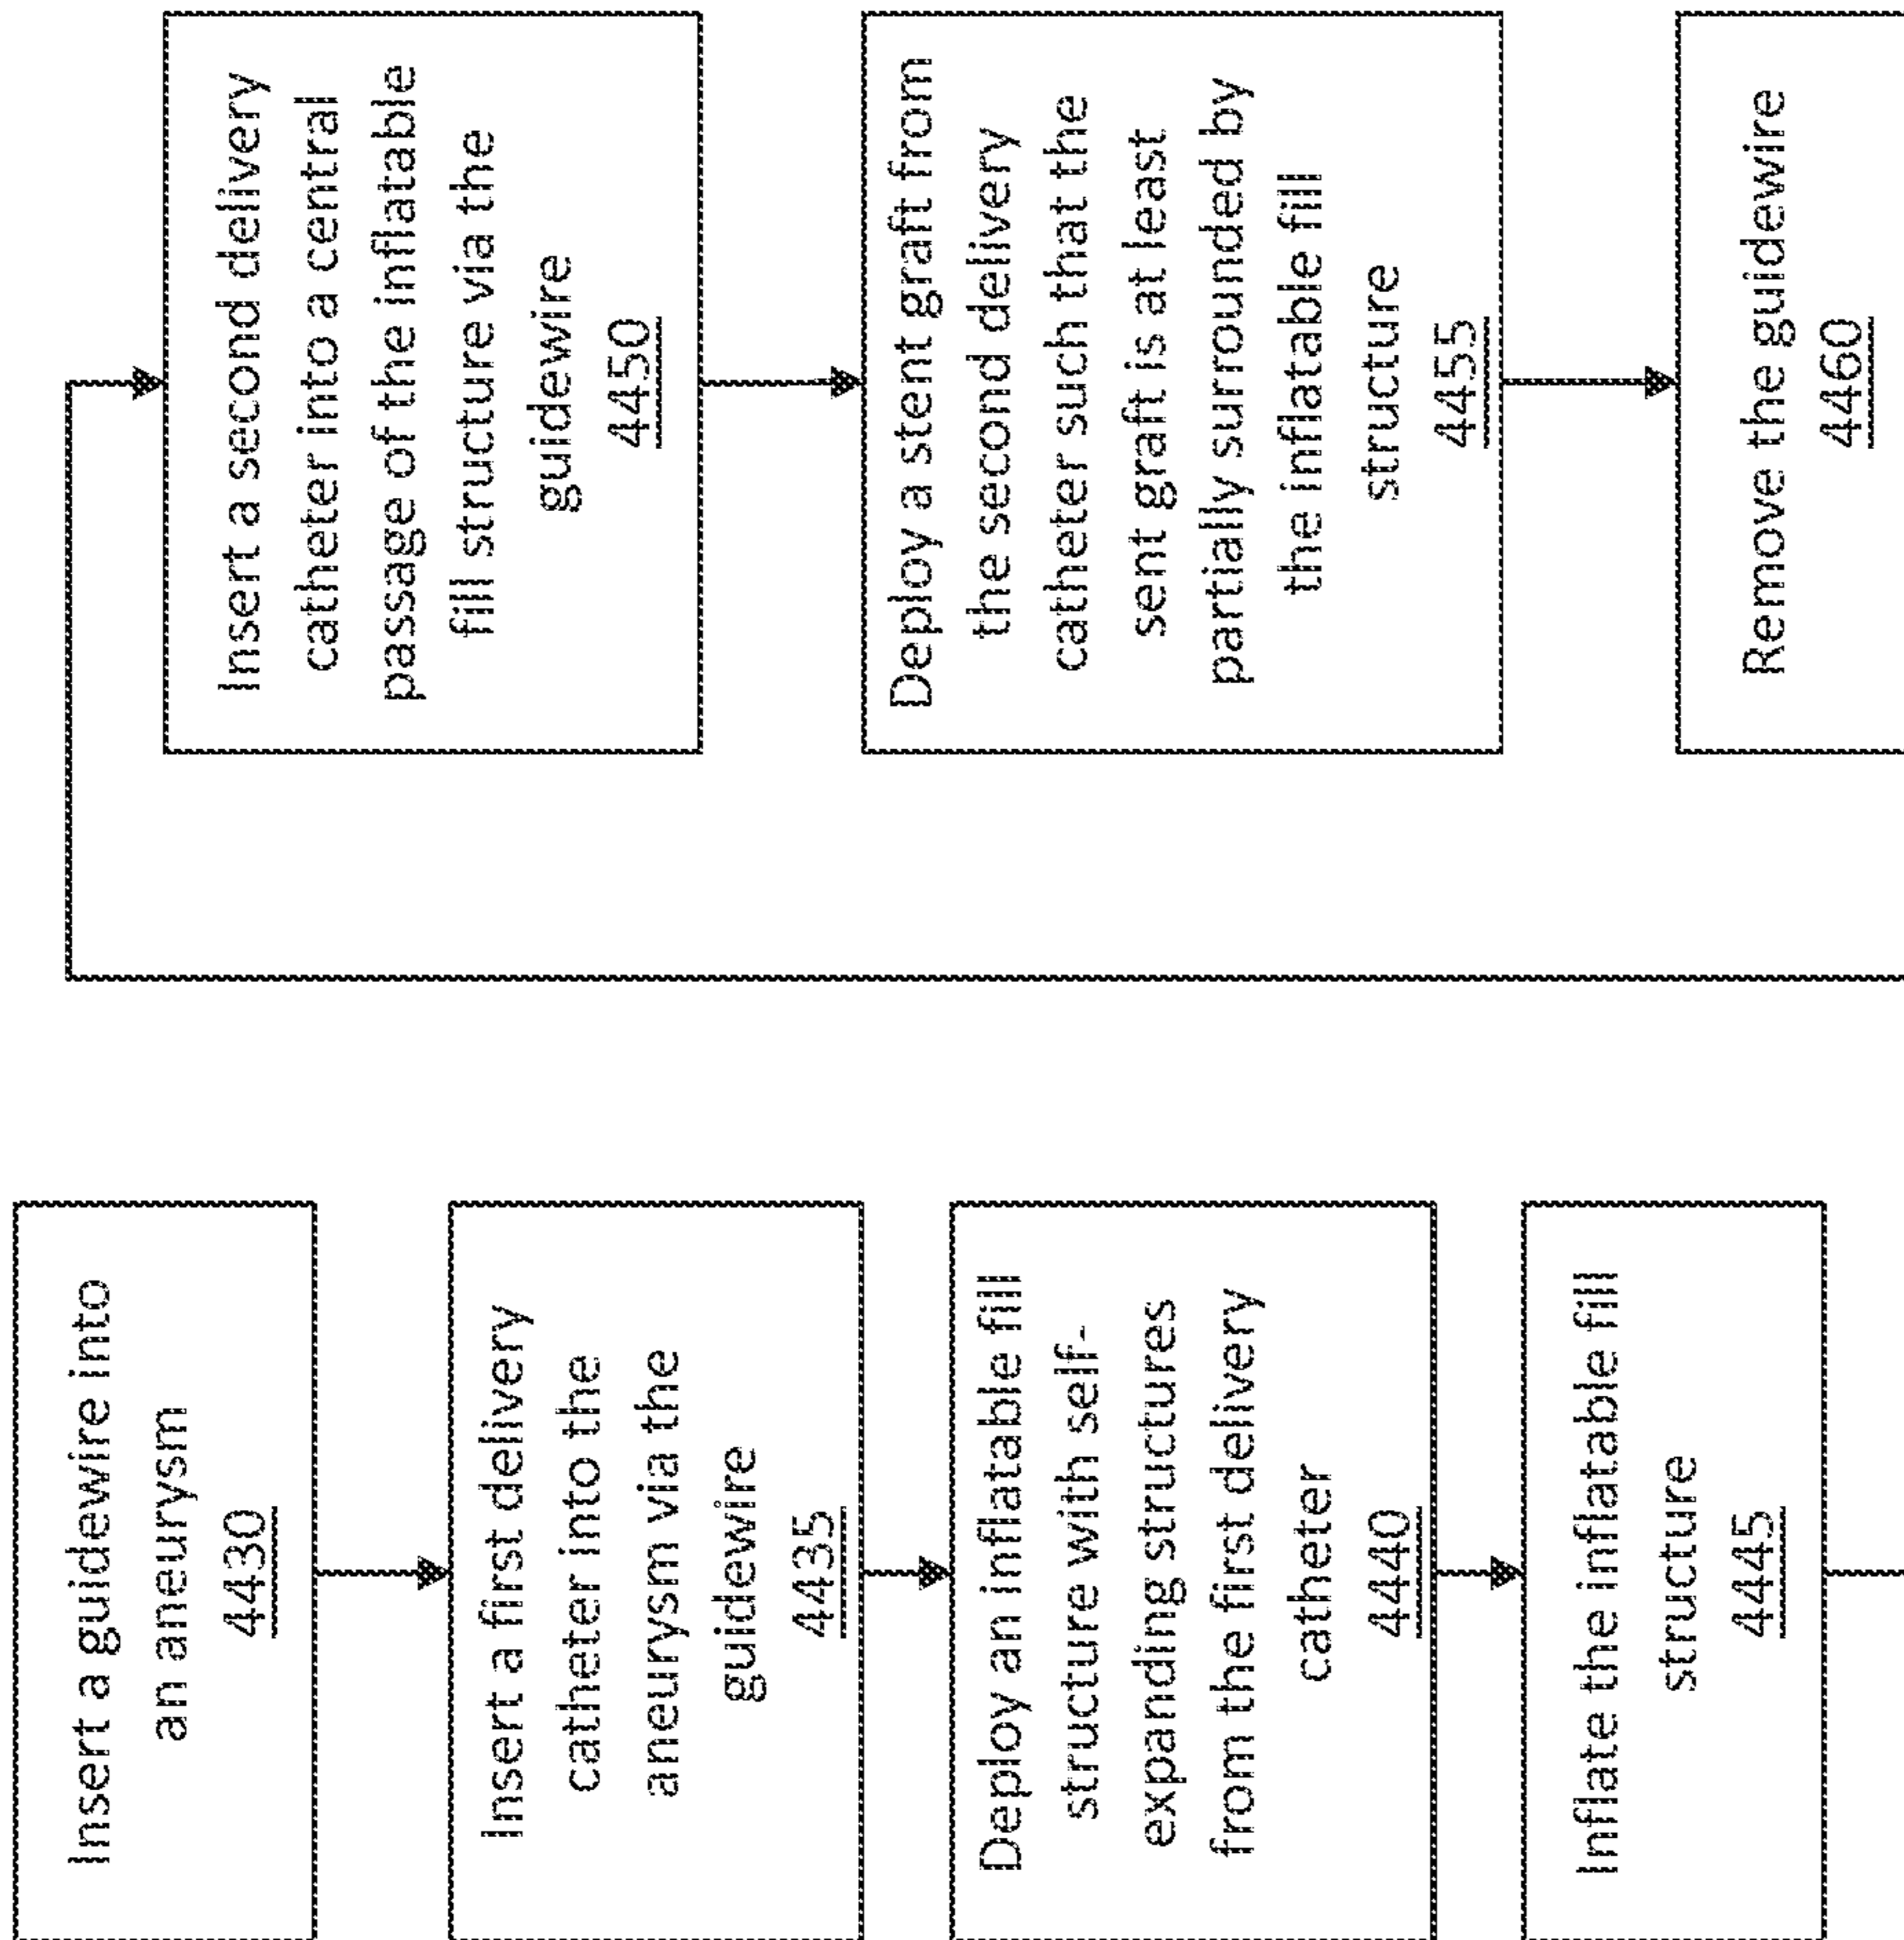 Insert a guidewire into
an aneurysm
4430
Insert a first delivery
catheter into the
aneurysm via the
guidewire
4435
Deploy an inflatable fill
structure with self-
expanding structures
from the first delivery
catheter
4440
Inflate the inflatable fill
structure
4445
Insert a second delivery
catheter into a central
passage of the inflatable
fill structure via the
guidewire
4450
Deploy a stent graft from
the second delivery
catheter such that the
sent graft is at least
partially surrounded by
the inflatable fill
structure
4455
Remove the guidewire
4460